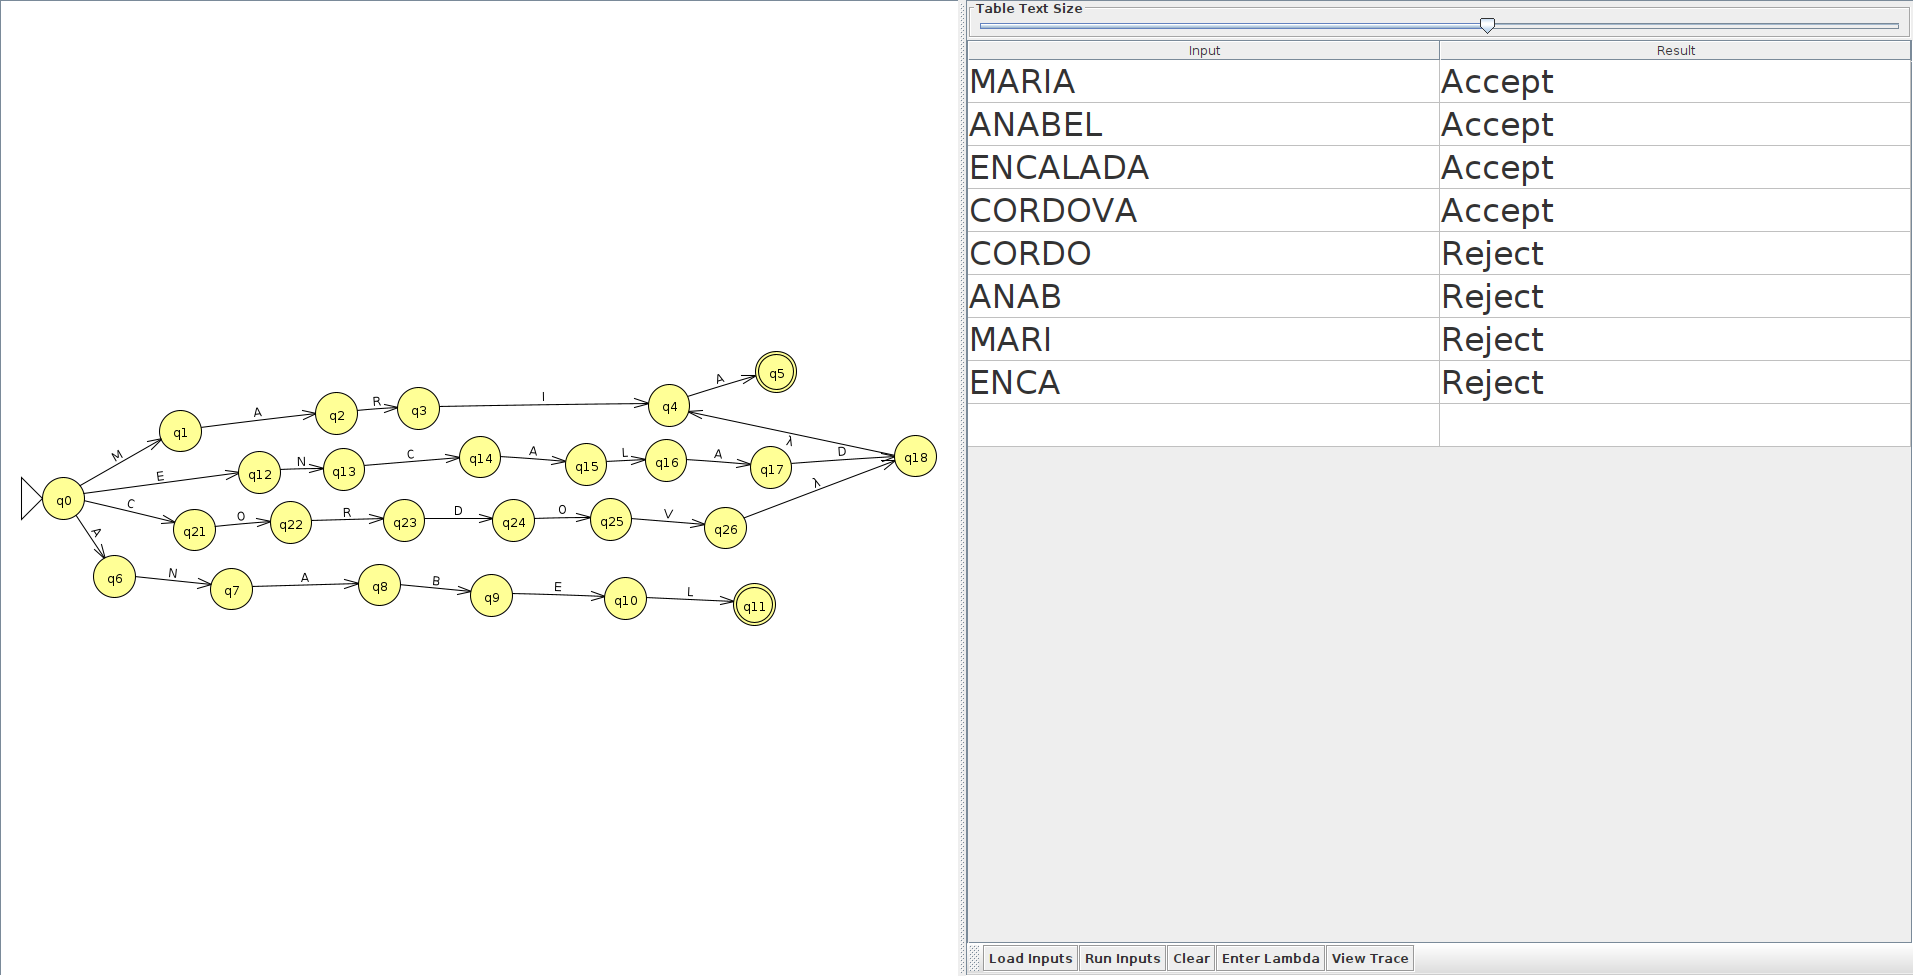 Table Text Size
Input Result
MARIA Accept
ANABEL Accept
ENCALADA Accept
CORDOVA Accept
CORDO Reject
ANAB Reject
MARI Reject
ENCA Reject
q5
A
q4
I
q3
R
q2
A
q1
M
λ
q0
E
q12
N
q13
C
q14
A
q15
L
q16
A
q17
D
q18
λ
C
q21
O
q22
R
q23
D
q24
O
q25
V
q26
A
q6
N
q7
A
q8
B
q9
E
q10
L
q11
Load Inputs Run Inputs Clear Enter Lambda View Trace